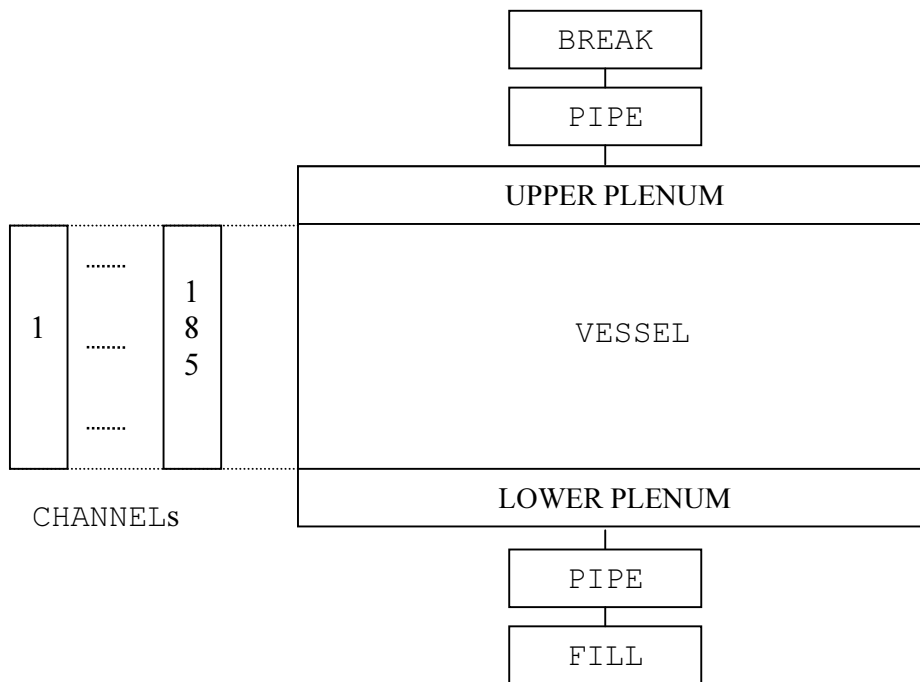 BREAK
PIPE
UPPER PLENUM
1
........
........
........
1
8
5
VESSEL
CHANNELs
LOWER PLENUM
PIPE
FILL